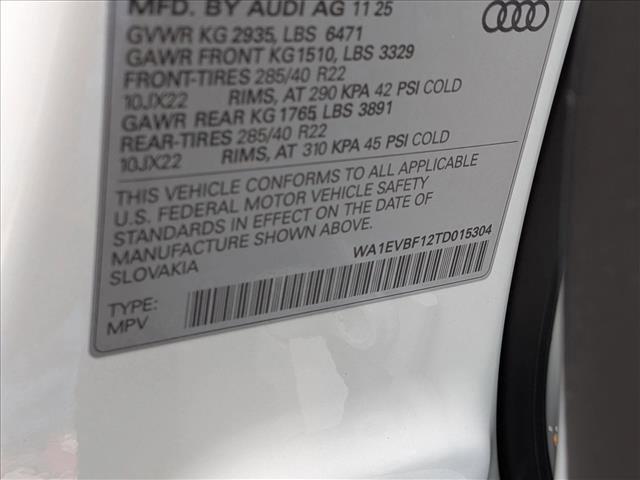 MFD. BY AUDI AG 11 25
GVWR KG 2935, LBS 6471
GAWR FRONT KG1510, LBS 3329
FRONT-TIRES 285/40 R22
10JX22 RIMS, AT 290 KPA 42 PSI COLD
GAWR REAR KG 1765, LBS 3891
REAR-TIRES 285/40 R22
10JX22 RIMS, AT 310 KPA 45 PSI COLD
THIS VEHICLE CONFORMS TO ALL APPLICABLE
U.S. FEDERAL MOTOR VEHICLE SAFETY
STANDARDS IN EFFECT ON THE DATE OF
MANUFACTURE SHOWN ABOVE.
SLOVAKIA
WA1EVBF12TD015304
TYPE:
MPV